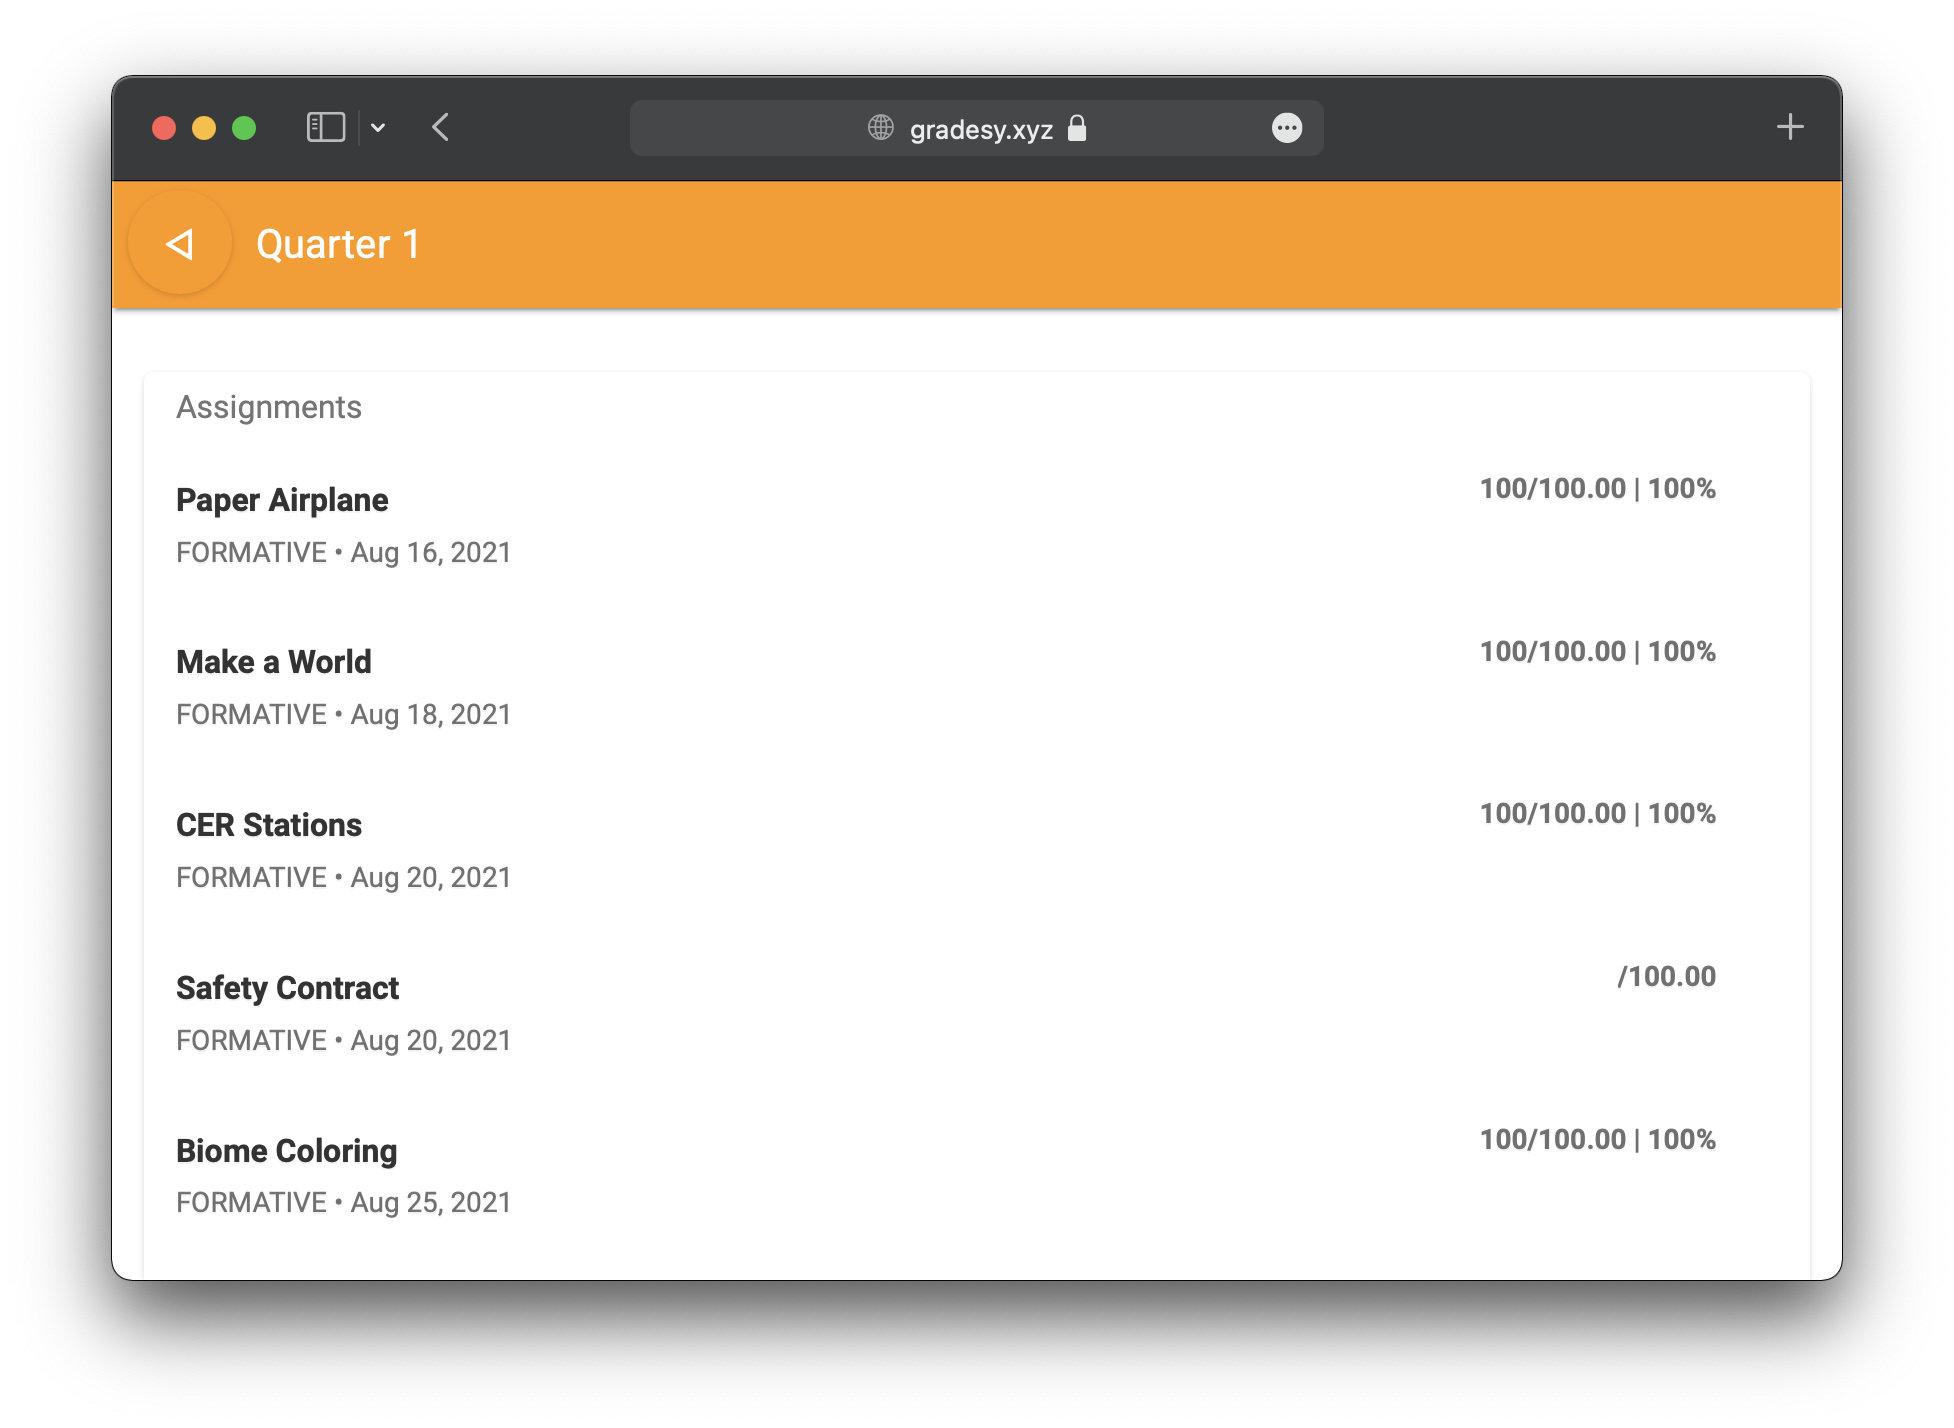 gradesy.xyz
Quarter 1
Assignments
Paper Airplane
100/100.00 | 100%
FORMATIVE • Aug 16, 2021
Make a World
100/100.00 | 100%
FORMATIVE • Aug 18, 2021
CER Stations
100/100.00 | 100%
FORMATIVE • Aug 20, 2021
Safety Contract
/100.00
FORMATIVE • Aug 20, 2021
Biome Coloring
100/100.00 | 100%
FORMATIVE • Aug 25, 2021